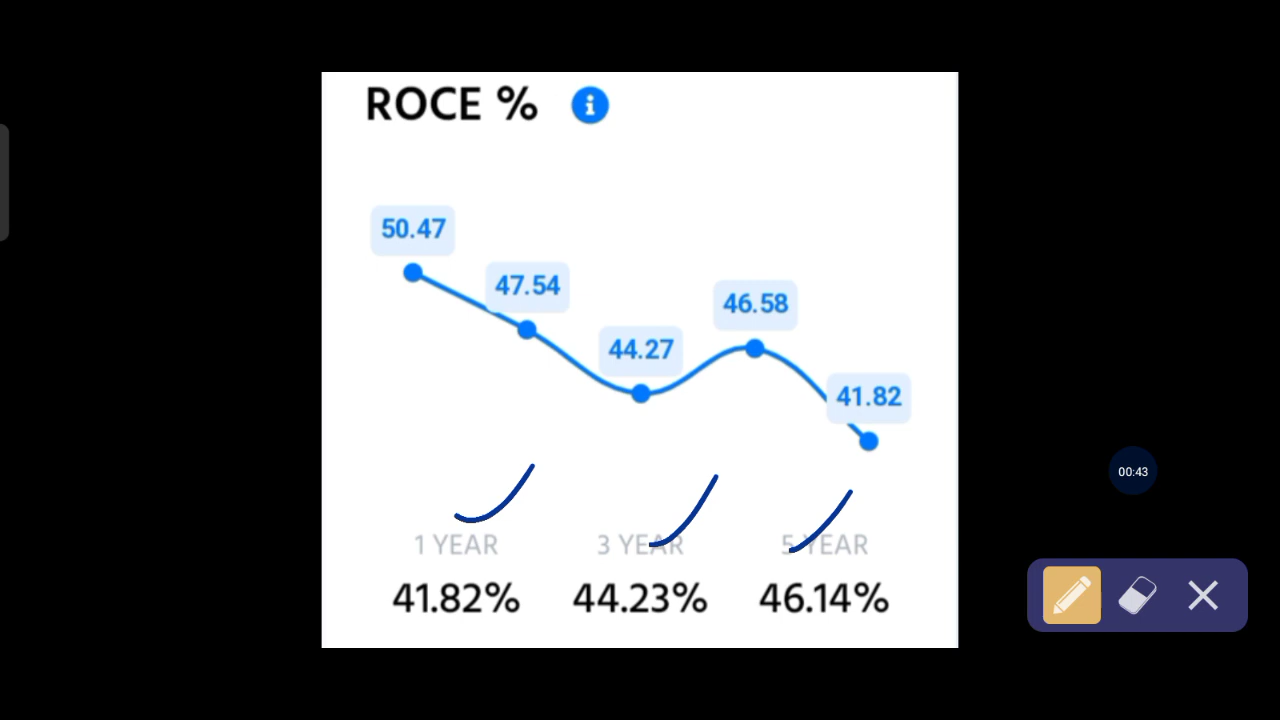 ROCE %
50.47
47.54
44.27
46.58
41.82
1 YEAR 3 YEAR 5 YEAR
41.82% 44.23% 46.14%
00:43